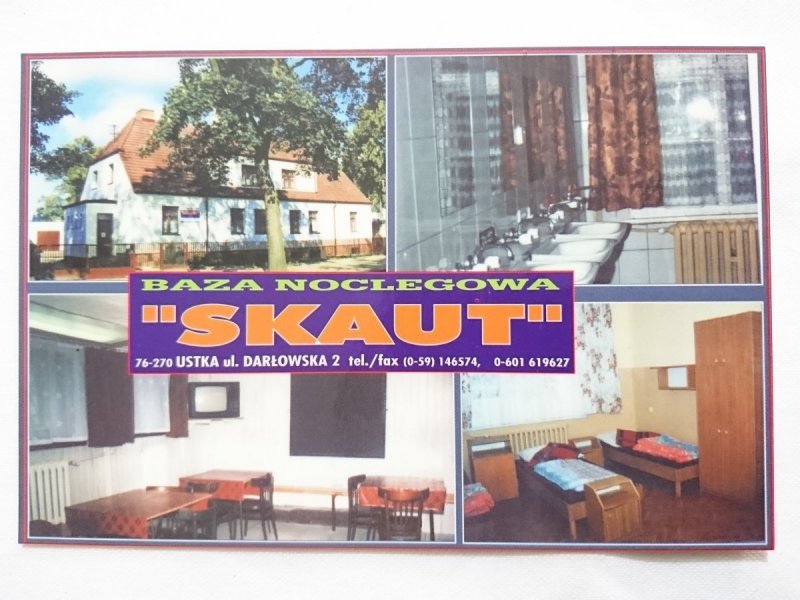 BAZA NOCLEGOWA
"SKAUT"
76-270 USTKA ul. DARŁOWSKA 2 tel./fax (0-59) 146574, 0-601 619627